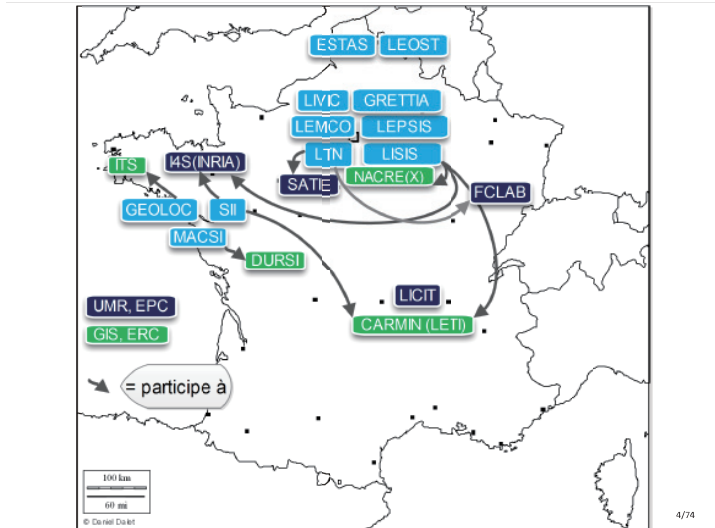 ESTAS LEOST
LIVIC GRETTIA
LEMCO LEPSIS
LTN LISIS
ITS I4S(INRIA)
SATIE NACRE(X) FCLAB
GEOLOC SII
MACSI
DURSI
UMR, EPC
LICIT
GIS, ERC
CARMIN (LETI)
= participe à
100 km
60 mi
© Daniel Dalet
4/74